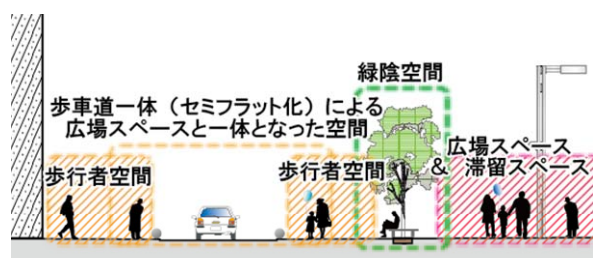 緑陰空間
歩車道一体（セミフラット化）による
広場スペースと一体となった空間
歩行者空間
歩行者空間
広場スペース
& 滞留スペース